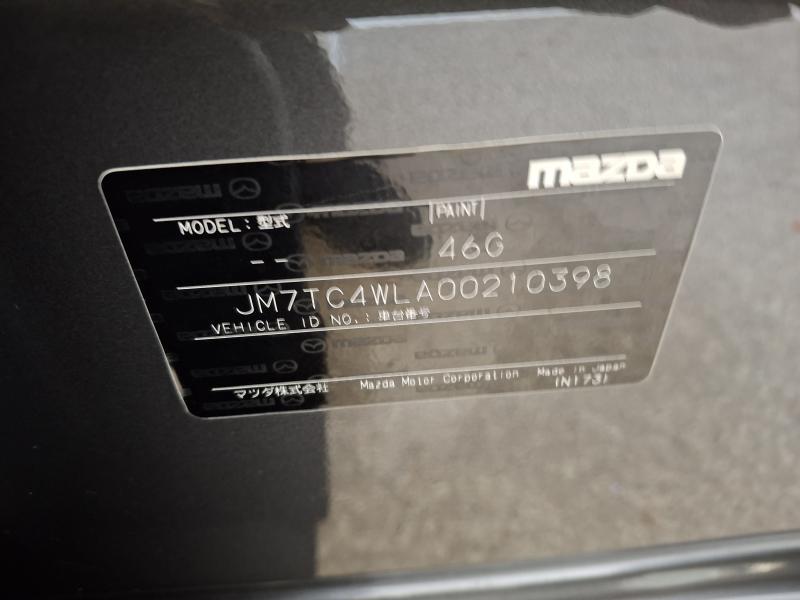 mazda
MODEL : 型式 |PAINT|
-- 46G
JM7TC4WLA00210398
VEHICLE ID NO. : 車台番号
マツダ株式会社 Mazda Motor Corporation Made in Japan
(N173)